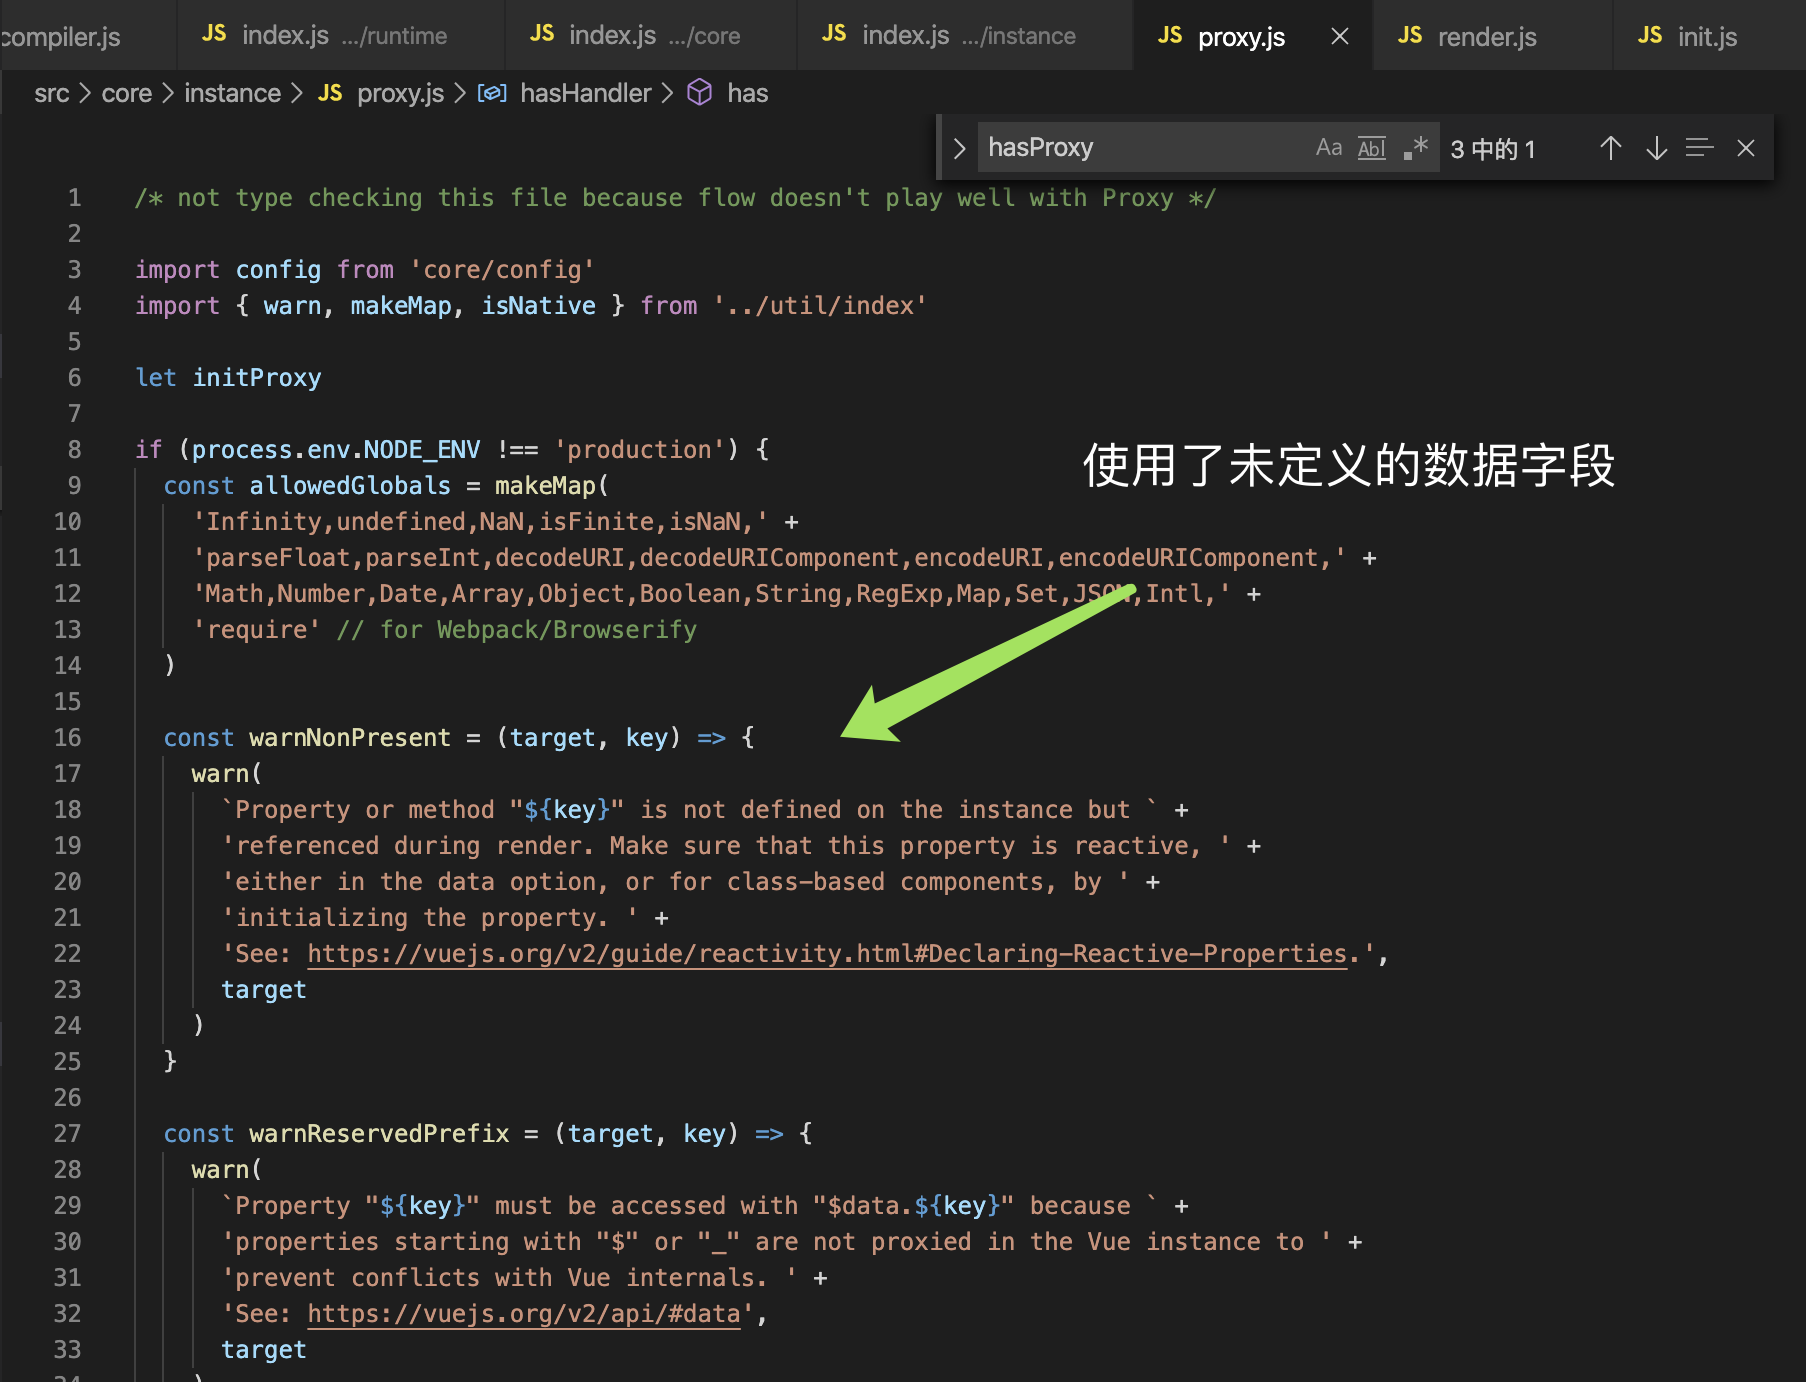 compiler.js
JS index.js .../runtime
JS index.js .../core
JS index.js .../instance
JS proxy.js
JS render.js
JS init.js
src > core > instance > JS proxy.js > hasHandler > has
hasProxy Aa Abl .* 3 中的 1
1 /* not type checking this file because flow doesn't play well with Proxy */
2
3 import config from 'core/config'
4 import { warn, makeMap, isNative } from '../util/index'
5
6 let initProxy
7
8 if (process.env.NODE_ENV !== 'production') {
使用了未定义的数据字段
9 const allowedGlobals = makeMap(
10 'Infinity,undefined,NaN,isFinite,isNaN,' +
11 'parseFloat,parseInt,decodeURI,decodeURIComponent,encodeURI,encodeURIComponent,' +
12 'Math,Number,Date,Array,Object,Boolean,String,RegExp,Map,Set,JSON,Intl,' +
13 'require' // for Webpack/Browserify
14 )
15
16 const warnNonPresent = (target, key) => {
17 warn(
18 `Property or method "${key}" is not defined on the instance but ` +
19 'referenced during render. Make sure that this property is reactive, ' +
20 'either in the data option, or for class-based components, by ' +
21 'initializing the property. ' +
22 'See: https://vuejs.org/v2/guide/reactivity.html#Declaring-Reactive-Properties.',
23 target
24 )
25 }
26
27 const warnReservedPrefix = (target, key) => {
28 warn(
29 `Property "${key}" must be accessed with "$data.${key}" because ` +
30 'properties starting with "$" or "_" are not proxied in the Vue instance to ' +
31 'prevent conflicts with Vue internals. ' +
32 'See: https://vuejs.org/v2/api/#data',
33 target
34 )